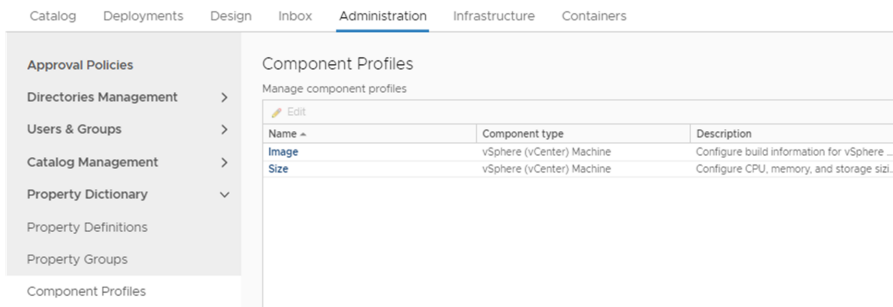 Catalog Deployments Design Inbox Administration Infrastructure Containers
Approval Policies
Directories Management
Users & Groups
Catalog Management
Property Dictionary
Property Definitions
Property Groups
Component Profiles
Component Profiles
Manage component profiles
Edit
Name Component type Description
Image vSphere (vCenter) Machine Configure build information for vSphere ...
Size vSphere (vCenter) Machine Configure CPU, memory, and storage sizi...